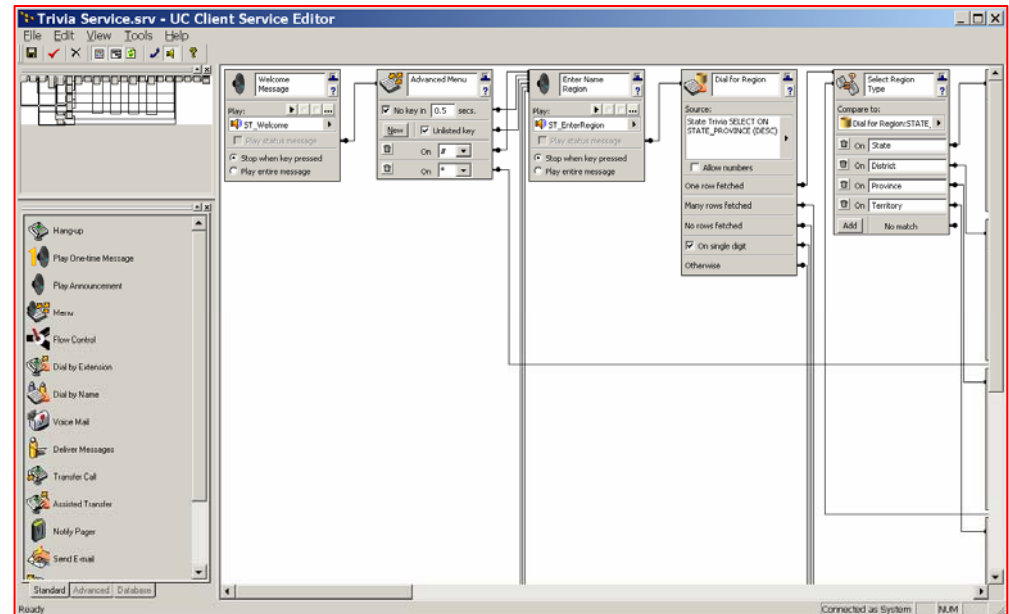 Trivia Service.srv - UC Client Service Editor
File Edit View Tools Help
Welcome Message
?
Play:
...
ST_Welcome
Play status message
Stop when key pressed
Play entire message
Advanced Menu
?
No key in 0.5 secs.
New Unlisted key
On #
On *
Enter Name Region
?
Play:
...
ST_EnterRegion
Play status message
Stop when key pressed
Play entire message
Dial for Region
?
Source:
State Trivia SELECT ON
STATE_PROVINCE (DESC)
Allow numbers
One row fetched
Many rows fetched
No rows fetched
On single digit
Otherwise
Select Region Type
?
Compare to:
Dial for Region:STATE_
On State
On District
On Province
On Territory
Add No match
Hang-up
Play One-time Message
Play Announcement
Menu
Flow Control
Dial by Extension
Dial by Name
Voice Mail
Deliver Messages
Transfer Call
Assisted Transfer
Notify Pager
Send E-mail
Standard Advanced Database
Ready
Connected as System NUM